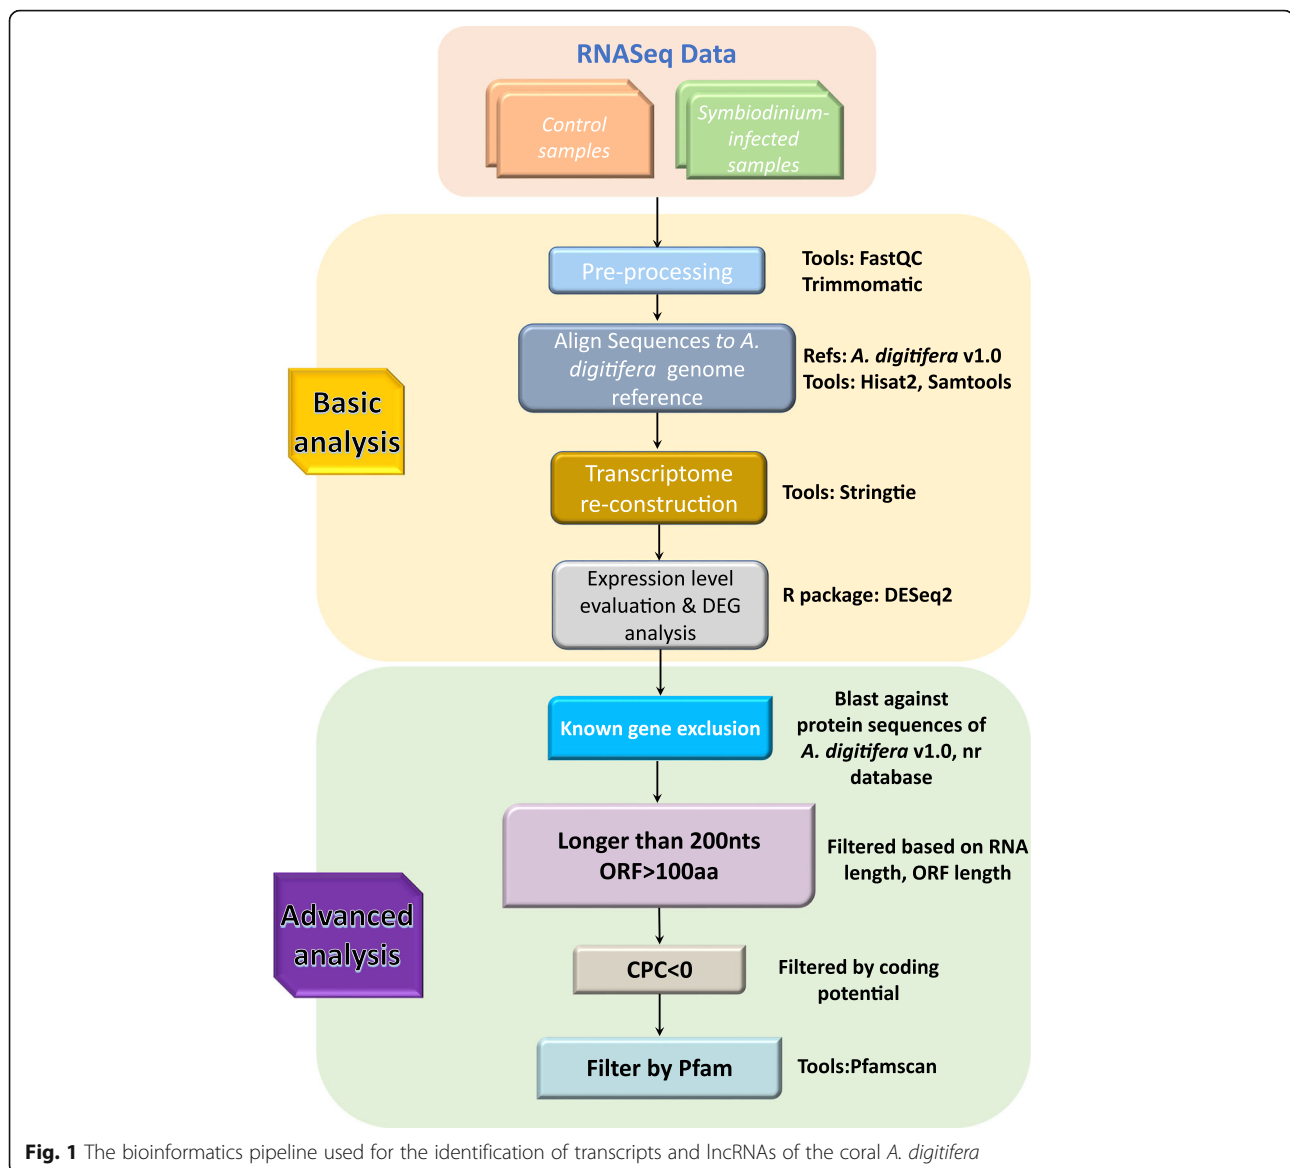 RNASeq Data
Control
samples
Symbiodinium-
infected
samples
Pre-processing
Tools: FastQC
Trimmomatic
Align Sequences to A.
digitifera genome
reference
Refs: A. digitifera v1.0
Tools: Hisat2, Samtools
Basic
analysis
Transcriptome
re-construction
Tools: Stringtie
Expression level
evaluation & DEG
analysis
R package: DESeq2
Known gene exclusion
Blast against
protein sequences of
A. digitifera v1.0, nr
database
Longer than 200nts
ORF>100aa
Filtered based on RNA
length, ORF length
Advanced
analysis
CPC<0
Filtered by coding
potential
Filter by Pfam
Tools:Pfamscan
Fig. 1 The bioinformatics pipeline used for the identification of transcripts and lncRNAs of the coral A. digitifera